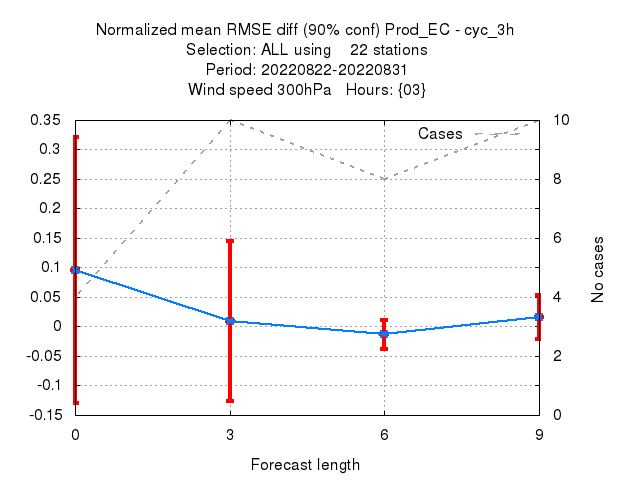 Normalized mean RMSE diff (90% conf) Prod_EC - cyc_3h
Selection: ALL using    22 stations
Period: 20220822-20220831
Wind speed 300hPa   Hours: {03}
Cases
0.35
0.3
0.25
0.2
0.15
0.1
0.05
0
-0.05
-0.1
-0.15
10
8
6
4
2
0
No cases
0 3 6 9
Forecast length